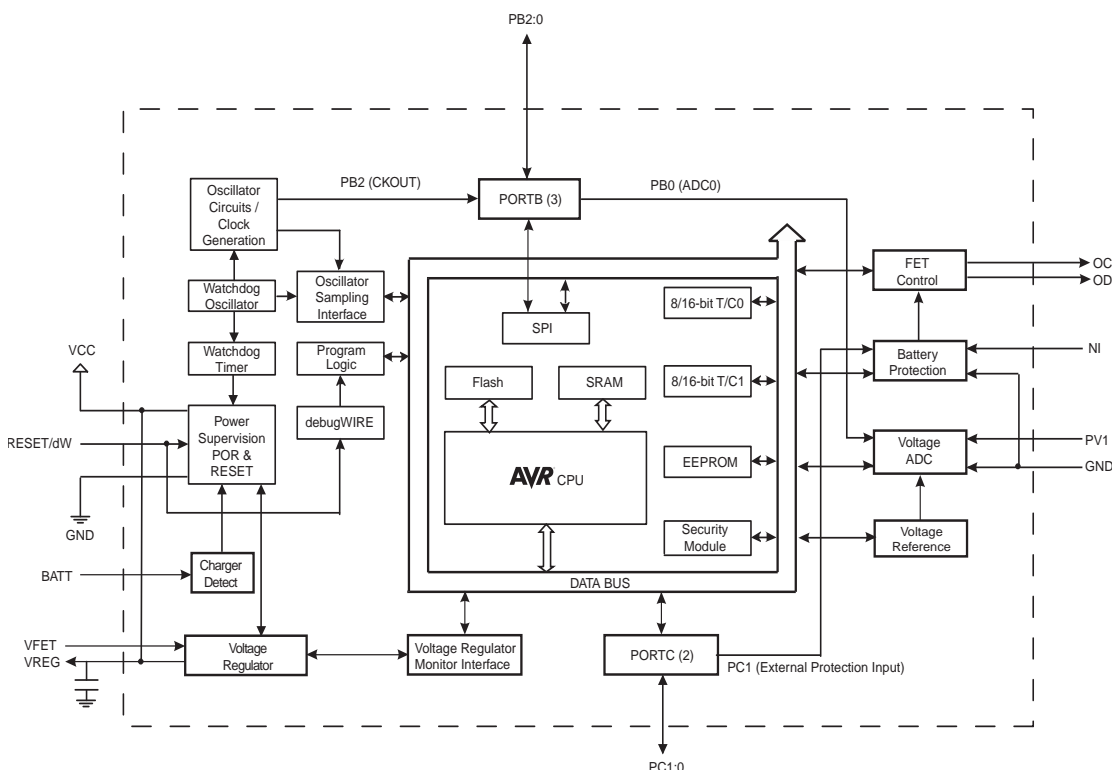 PB2:0
PB2 (CKOUT)
PORTB (3)
PB0 (ADC0)
Oscillator
Circuits /
Clock
Generation
Watchdog
Oscillator
Oscillator
Sampling
Interface
Watchdog
Timer
Program
Logic
debugWIRE
Power
Supervision
POR &
RESET
VCC
RESET/dW
GND
BATT
Charger
Detect
VFET
VREG
Voltage
Regulator
Voltage Regulator
Monitor Interface
SPI
Flash
SRAM
AVR CPU
8/16-bit T/C0
8/16-bit T/C1
EEPROM
Security
Module
DATA BUS
PORTC (2)
PC1 (External Protection Input)
PC1:0
FET
Control
OC
OD
Battery
Protection
NI
Voltage
ADC
PV1
GND
Voltage
Reference